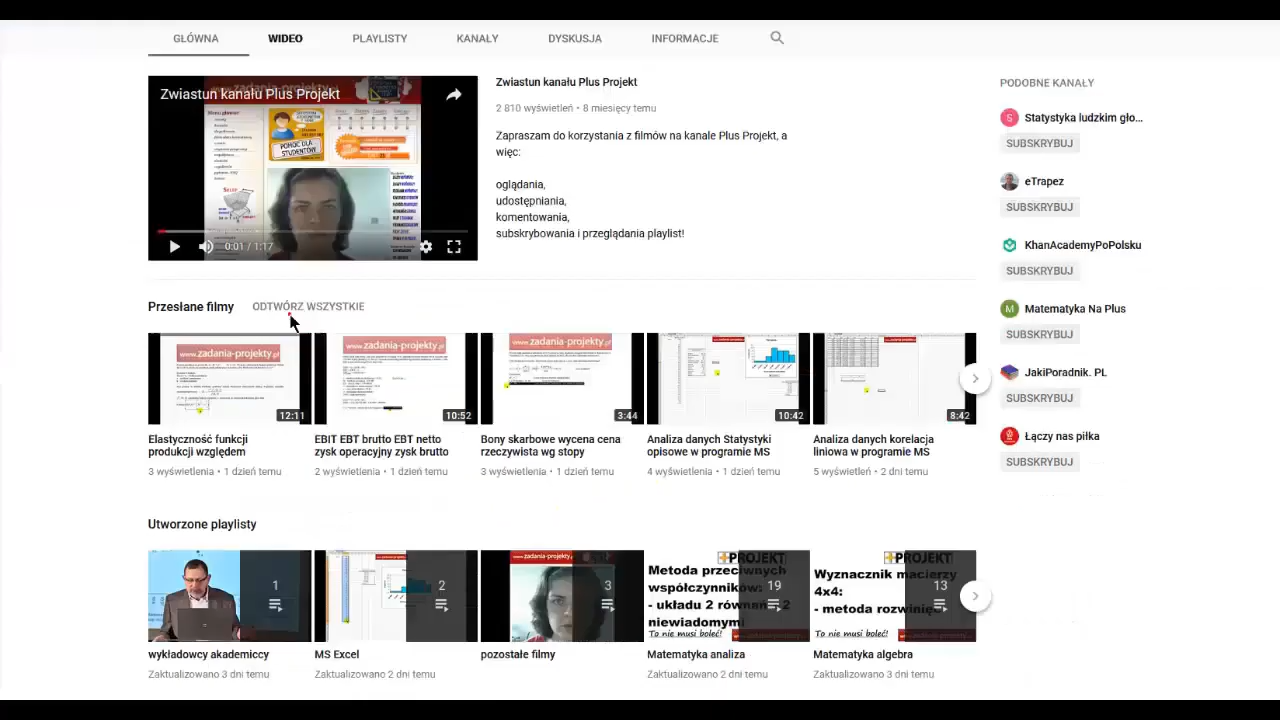 GŁÓWNA
WIDEO
PLAYLISTY
KANAŁY
DYSKUSJA
INFORMACJE
Zwiastun kanału Plus Projekt
POMOC DLA
STUDENTÓW
0:01 / 1:17
Zwiastun kanału Plus Projekt
2 810 wyświetleń • 8 miesięcy temu
Zapraszam do korzystania z filmów na kanale Plus Projekt, a
więc:
oglądania,
udostępniania,
komentowania,
subskrybowania i przeglądania playlist!
PODOBNE KANAŁY
S
Statystyka ludzkim gło...
SUBSKRYBUJ
eTrapez
SUBSKRYBUJ
KhanAcademyPoPolsku
SUBSKRYBUJ
M
Matematyka Na Plus
SUBSKRYBUJ
JakiPoradnik. PL
SUBSKRYBUJ
Łączy nas piłka
SUBSKRYBUJ
Przesłane filmy
ODTWÓRZ WSZYSTKIE
www.zadania-projekty.pl
12:11
www.zadania-projekty.pl
10:52
www.zadania-projekty.pl
3:44
10:42
8:42
Elastyczność funkcji
produkcji względem
3 wyświetlenia • 1 dzień temu
EBIT EBT brutto EBT netto
zysk operacyjny zysk brutto
2 wyświetlenia • 1 dzień temu
Bony skarbowe wycena cena
rzeczywista wg stopy
3 wyświetlenia • 1 dzień temu
Analiza danych Statystyki
opisowe w programie MS
4 wyświetlenia • 1 dzień temu
Analiza danych korelacja
liniowa w programie MS
5 wyświetleń • 2 dni temu
Utworzone playlisty
1
2
www.zadania-projekty.pl
3
PROJEKT
Metoda przeciwnych
współczynników:
- układu 2 równań 2
niewiadomymi
To nie musi boleć!
19
PROJEKT
Wyznacznik macierzy
4x4:
- metoda rozwinięć
To nie musi boleć!
13
wykładowcy akademiccy
Zaktualizowano 3 dni temu
MS Excel
Zaktualizowano 2 dni temu
pozostałe filmy
Matematyka analiza
Zaktualizowano 2 dni temu
Matematyka algebra
Zaktualizowano 3 dni temu